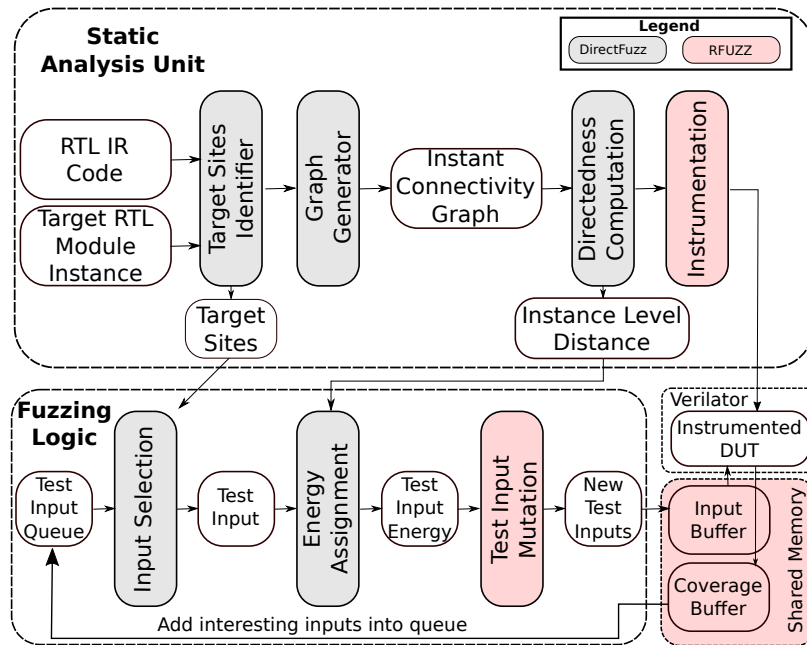 Static
Analysis Unit
Legend
DirectFuzz
RFUZZ
RTL IR
Code
Target RTL
Module
Instance
Target Sites
Identifier
Graph
Generator
Instant
Connectivity
Graph
Directedness
Computation
Instrumentation
Target
Sites
Instance Level
Distance
Fuzzing
Logic
Test
Input
Queue
Input Selection
Test
Input
Energy
Assignment
Test
Input
Energy
Test Input
Mutation
New
Test
Inputs
Verilator
Instrumented
DUT
Input
Buffer
Coverage
Buffer
Shared Memory
Add interesting inputs into queue